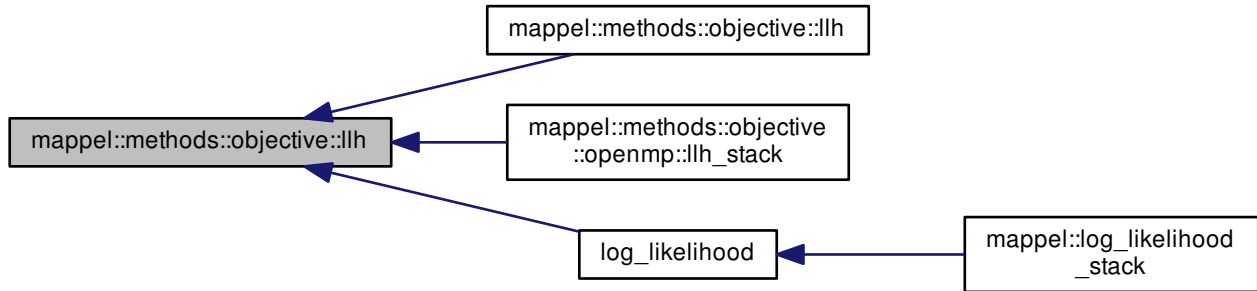 mappel::methods::objective::llh
mappel::methods::objective::llh
mappel::methods::objective
::openmp::llh_stack
log_likelihood
mappel::log_likelihood
_stack